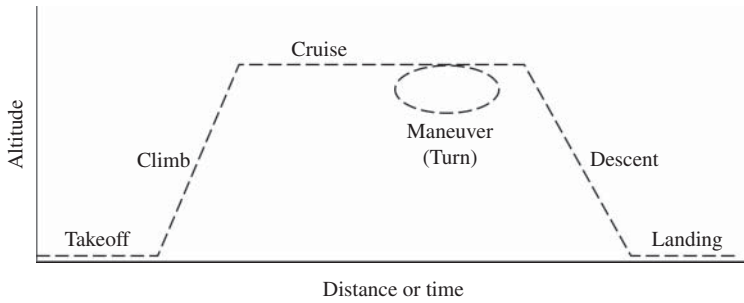 Cruise
Maneuver
(Turn)
Climb
Descent
Takeoff
Landing
Altitude
Distance or time